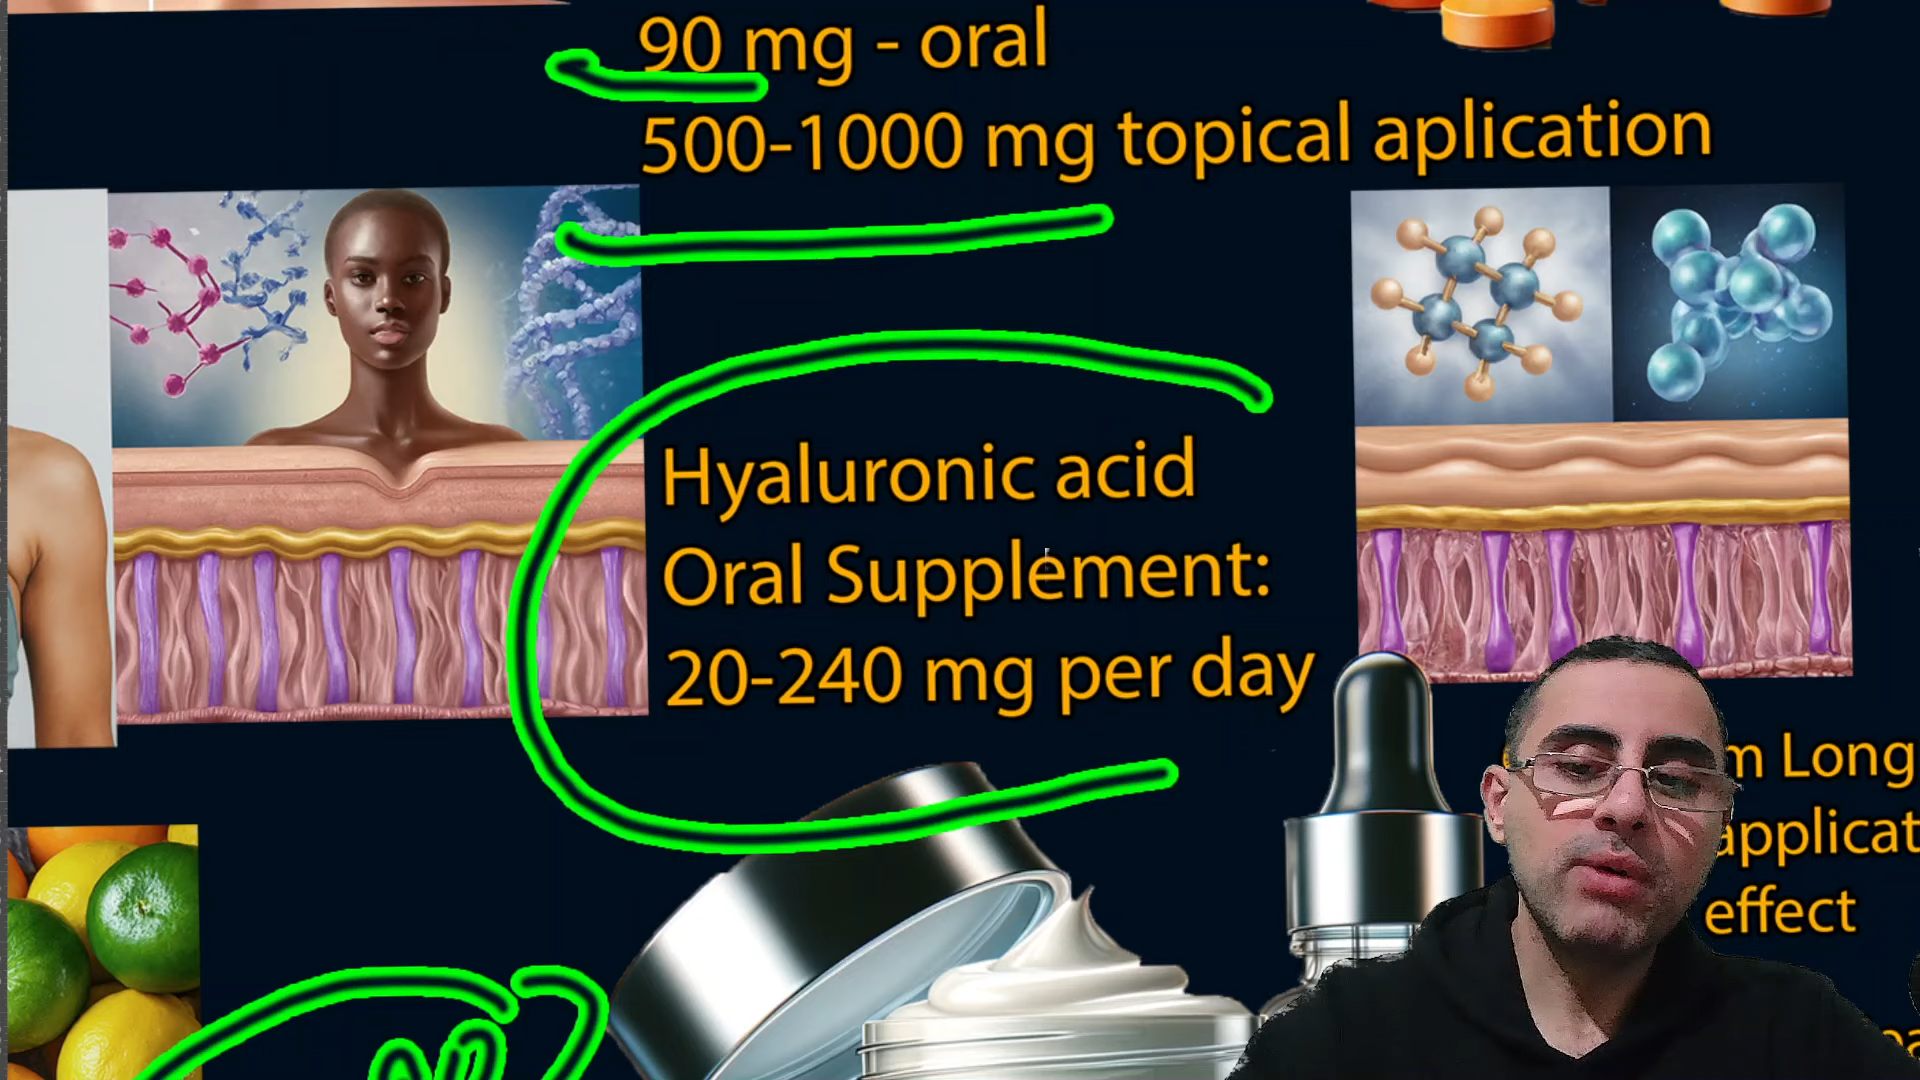 90 mg - oral
500-1000 mg topical aplication
Hyaluronic acid
Oral Supplement:
20-240 mg per day
Long
effect